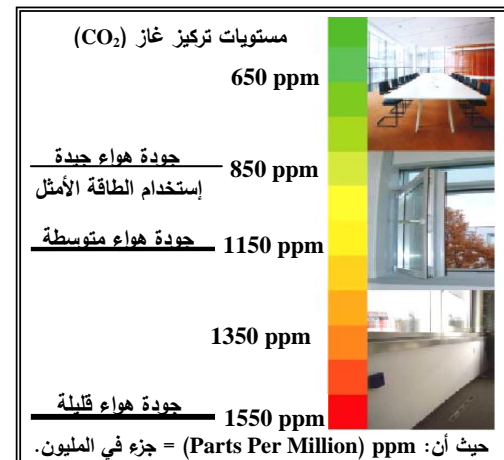 مستويات تركيز غاز (CO₂)
650 ppm
جودة هواء جيدة
850 ppm
إستخدام الطاقة الأمثل
جودة هواء متوسطة
1150 ppm
1350 ppm
جودة هواء قليلة
1550 ppm
حيث أن: Parts Per Million) ppm) = جزء في المليون.